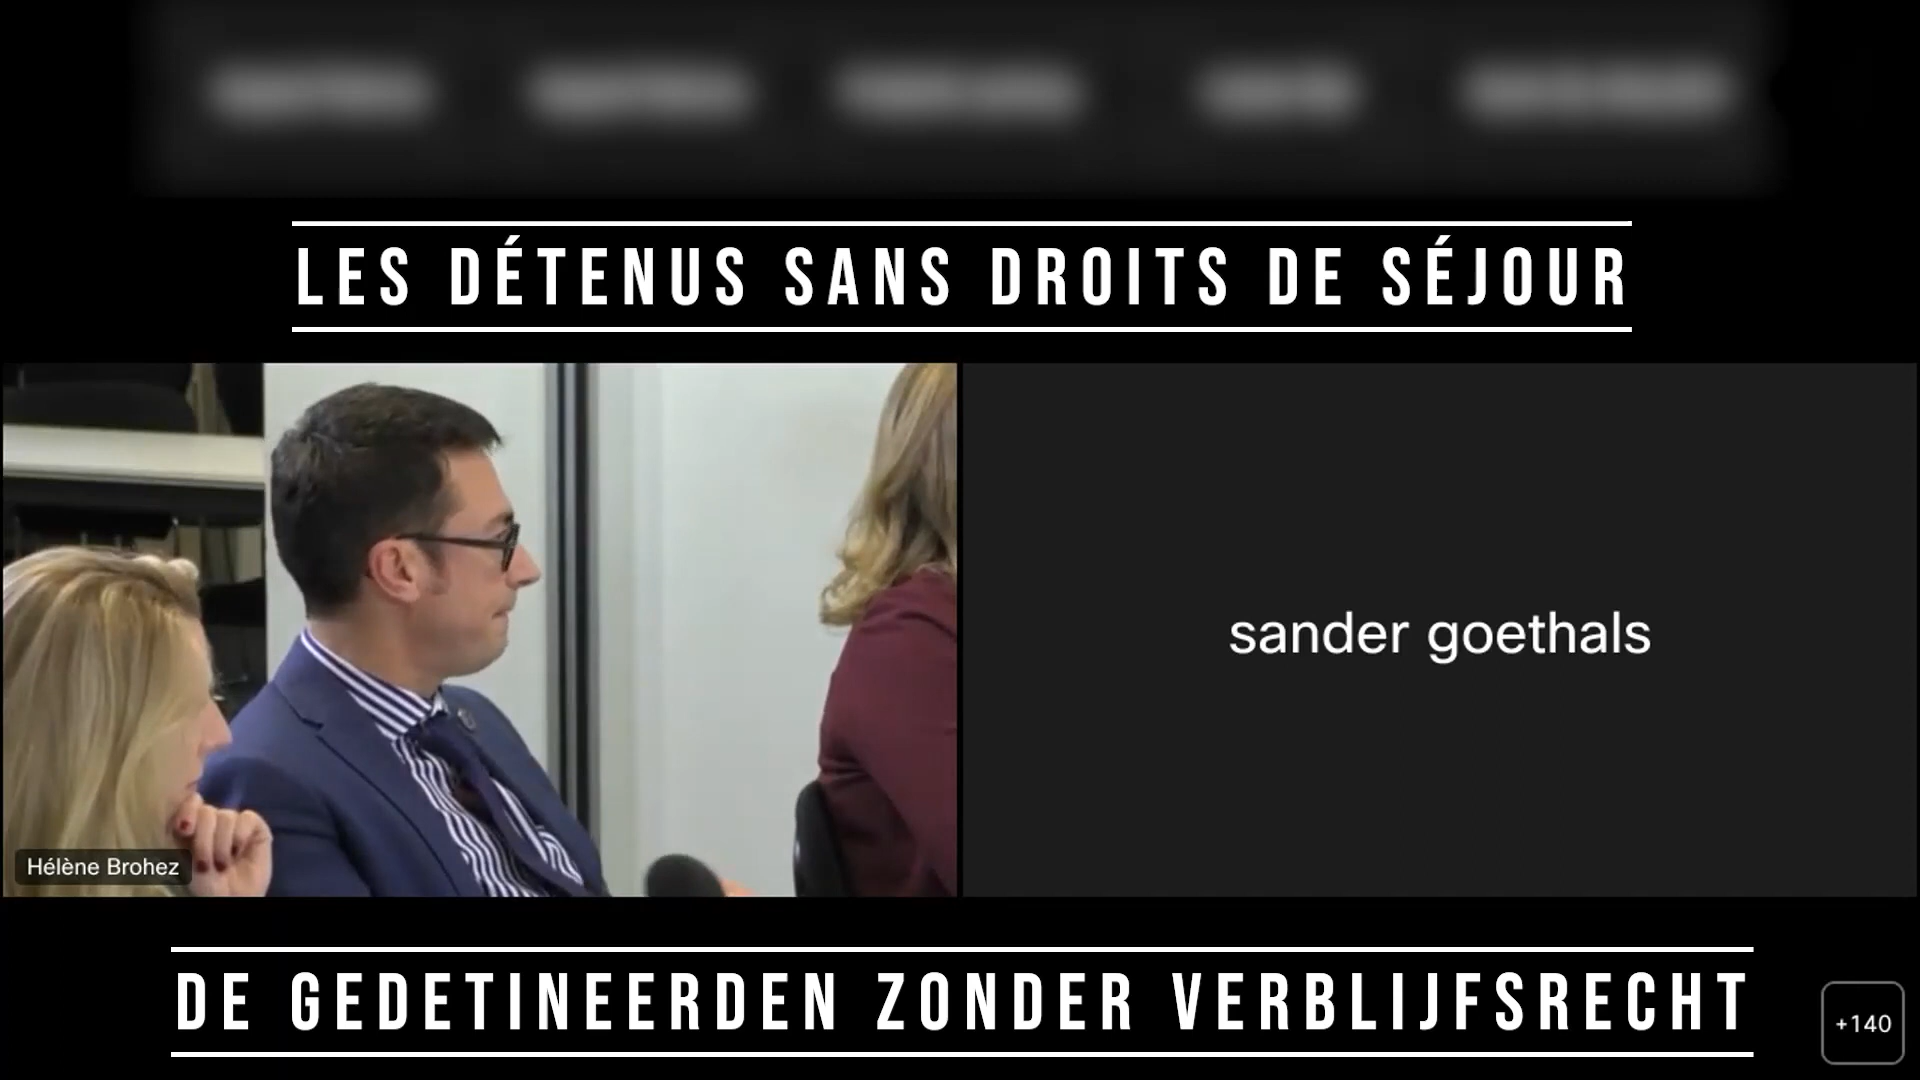 LES DÉTENUS SANS DROITS DE SÉJOUR
sander goethals
Hélène Brohez
DE GEDETINEERDEN ZONDER VERBLIJFSRECHT
+140